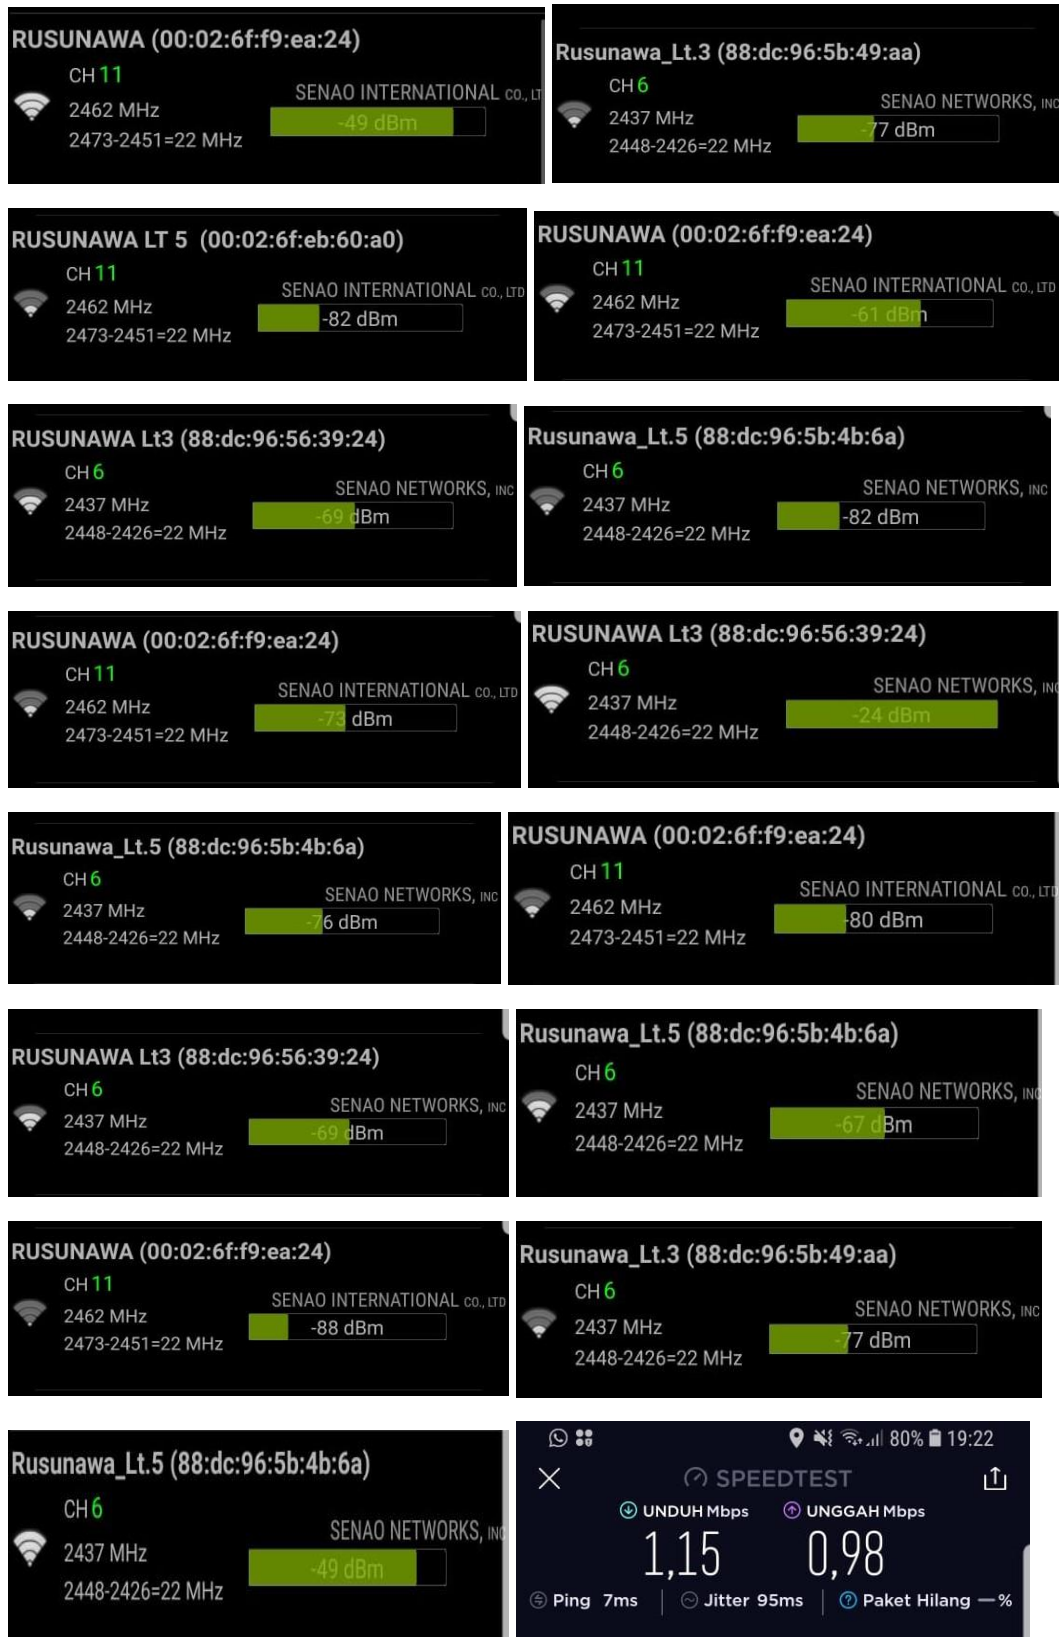 RUSUNAWA (00:02:6f:f9:ea:24)
CH 11
SENAO INTERNATIONAL CO., LT
2462 MHz
-49 dBm
2473-2451=22 MHz
Rusunawa_Lt.3 (88:dc:96:5b:49:aa)
CH 6
SENAO NETWORKS, INC
2437 MHz
-77 dBm
2448-2426=22 MHz
RUSUNAWA LT 5 (00:02:6f:eb:60:a0)
CH 11
SENAO INTERNATIONAL CO., LTD
2462 MHz
-82 dBm
2473-2451=22 MHz
RUSUNAWA (00:02:6f:f9:ea:24)
CH 11
SENAO INTERNATIONAL CO., LTD
2462 MHz
-61 dBm
2473-2451=22 MHz
RUSUNAWA Lt3 (88:dc:96:56:39:24)
CH 6
SENAO NETWORKS, INC
2437 MHz
-69 dBm
2448-2426=22 MHz
Rusunawa_Lt.5 (88:dc:96:5b:4b:6a)
CH 6
SENAO NETWORKS, INC
2437 MHz
-82 dBm
2448-2426=22 MHz
RUSUNAWA (00:02:6f:f9:ea:24)
CH 11
SENAO INTERNATIONAL CO., LTD
2462 MHz
-73 dBm
2473-2451=22 MHz
RUSUNAWA Lt3 (88:dc:96:56:39:24)
CH 6
SENAO NETWORKS, INC
2437 MHz
-24 dBm
2448-2426=22 MHz
Rusunawa_Lt.5 (88:dc:96:5b:4b:6a)
CH 6
SENAO NETWORKS, INC
2437 MHz
-76 dBm
2448-2426=22 MHz
RUSUNAWA (00:02:6f:f9:ea:24)
CH 11
SENAO INTERNATIONAL CO., LTD
2462 MHz
-80 dBm
2473-2451=22 MHz
RUSUNAWA Lt3 (88:dc:96:56:39:24)
CH 6
SENAO NETWORKS, INC
2437 MHz
-69 dBm
2448-2426=22 MHz
Rusunawa_Lt.5 (88:dc:96:5b:4b:6a)
CH 6
SENAO NETWORKS, INC
2437 MHz
-67 dBm
2448-2426=22 MHz
RUSUNAWA (00:02:6f:f9:ea:24)
CH 11
SENAO INTERNATIONAL CO., LTD
2462 MHz
-88 dBm
2473-2451=22 MHz
Rusunawa_Lt.3 (88:dc:96:5b:49:aa)
CH 6
SENAO NETWORKS, INC
2437 MHz
-77 dBm
2448-2426=22 MHz
Rusunawa_Lt.5 (88:dc:96:5b:4b:6a)
CH 6
SENAO NETWORKS, INC
2437 MHz
-49 dBm
2448-2426=22 MHz
80% 19:22
SPEEDTEST
UNDUH Mbps UNGGAH Mbps
1,15 0,98
Ping 7ms Jitter 95ms Paket Hilang —%